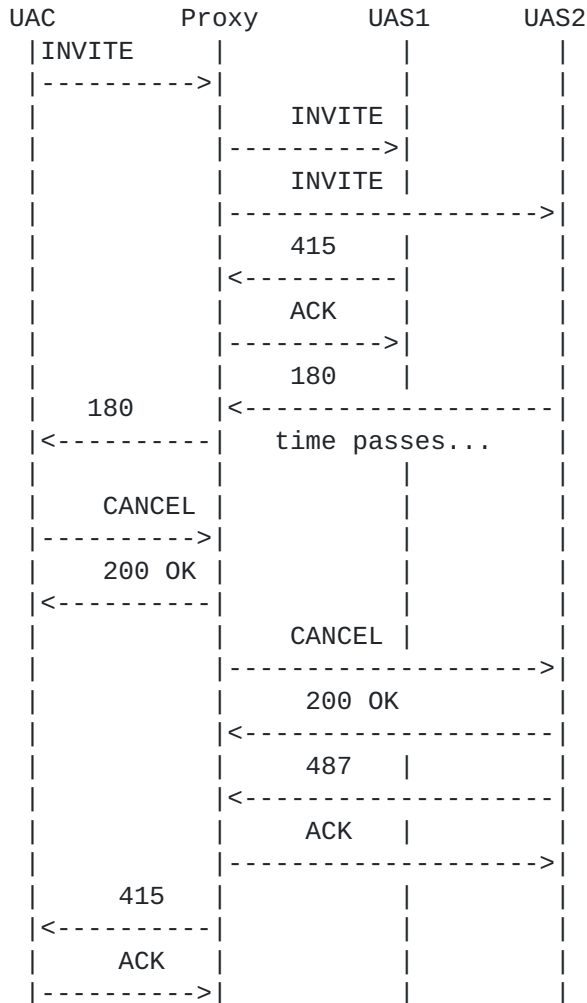 UAC Proxy UAS1 UAS2
INVITE
INVITE
INVITE
415
ACK
180
180
time passes...
CANCEL
200 OK
CANCEL
200 OK
487
ACK
415
ACK